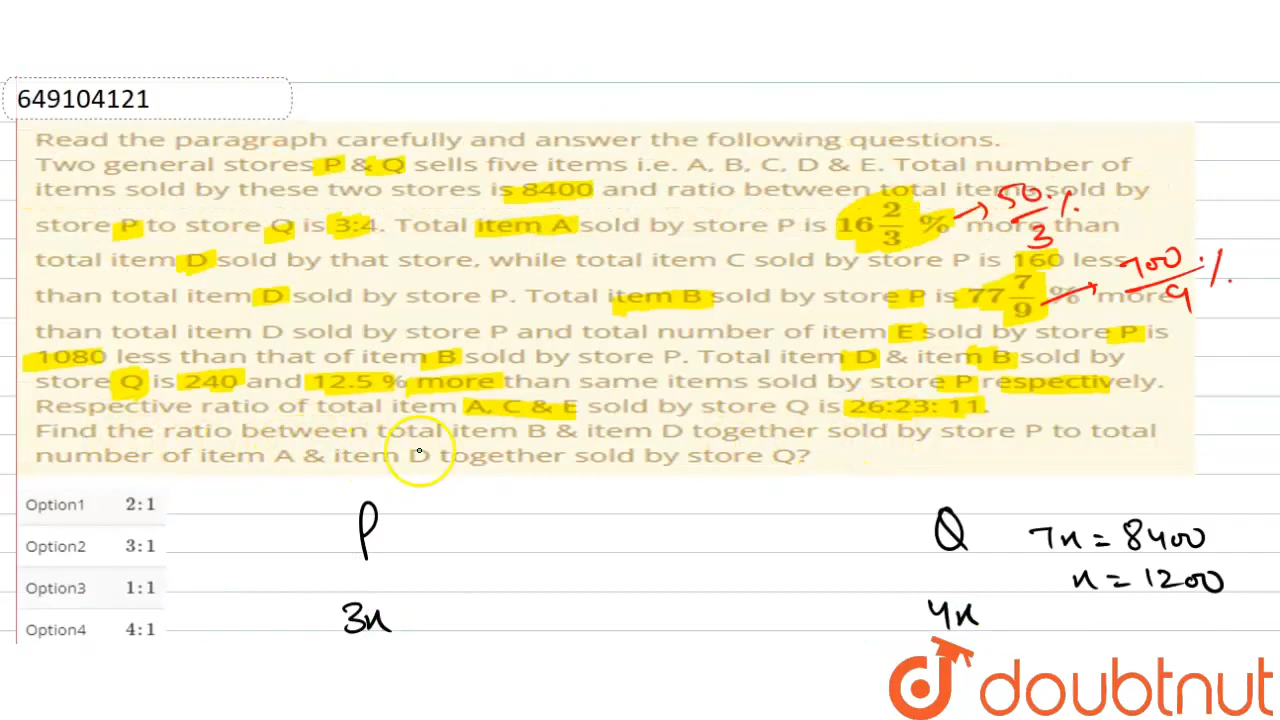 649104121
Read the paragraph carefully and answer the following questions.
Two general stores P & Q sells five items i.e. A, B, C, D & E. Total number of
items sold by these two stores is 8400 and ratio between total items sold by
store P to store Q is 3:4. Total item A sold by store P is 16 2/3 % more than
total item D sold by that store, while total item C sold by store P is 160 less
than total item D sold by store P. Total item B sold by store P is 77 7/9 % more
than total item D sold by store P and total number of item E sold by store P is
1080 less than that of item B sold by store P. Total item D & item B sold by
store Q is 240 and 12.5 % more than same items sold by store P respectively.
Respective ratio of total item A, C & E sold by store Q is 26:23: 11.
Find the ratio between total item B & item D together sold by store P to total
number of item A & item D together sold by store Q?
50/3 %
700/9 %
Option1 2:1
Option2 3:1
Option3 1:1
Option4 4:1
P Q
3x 4x
7x = 8400
x = 1200
doubtnut